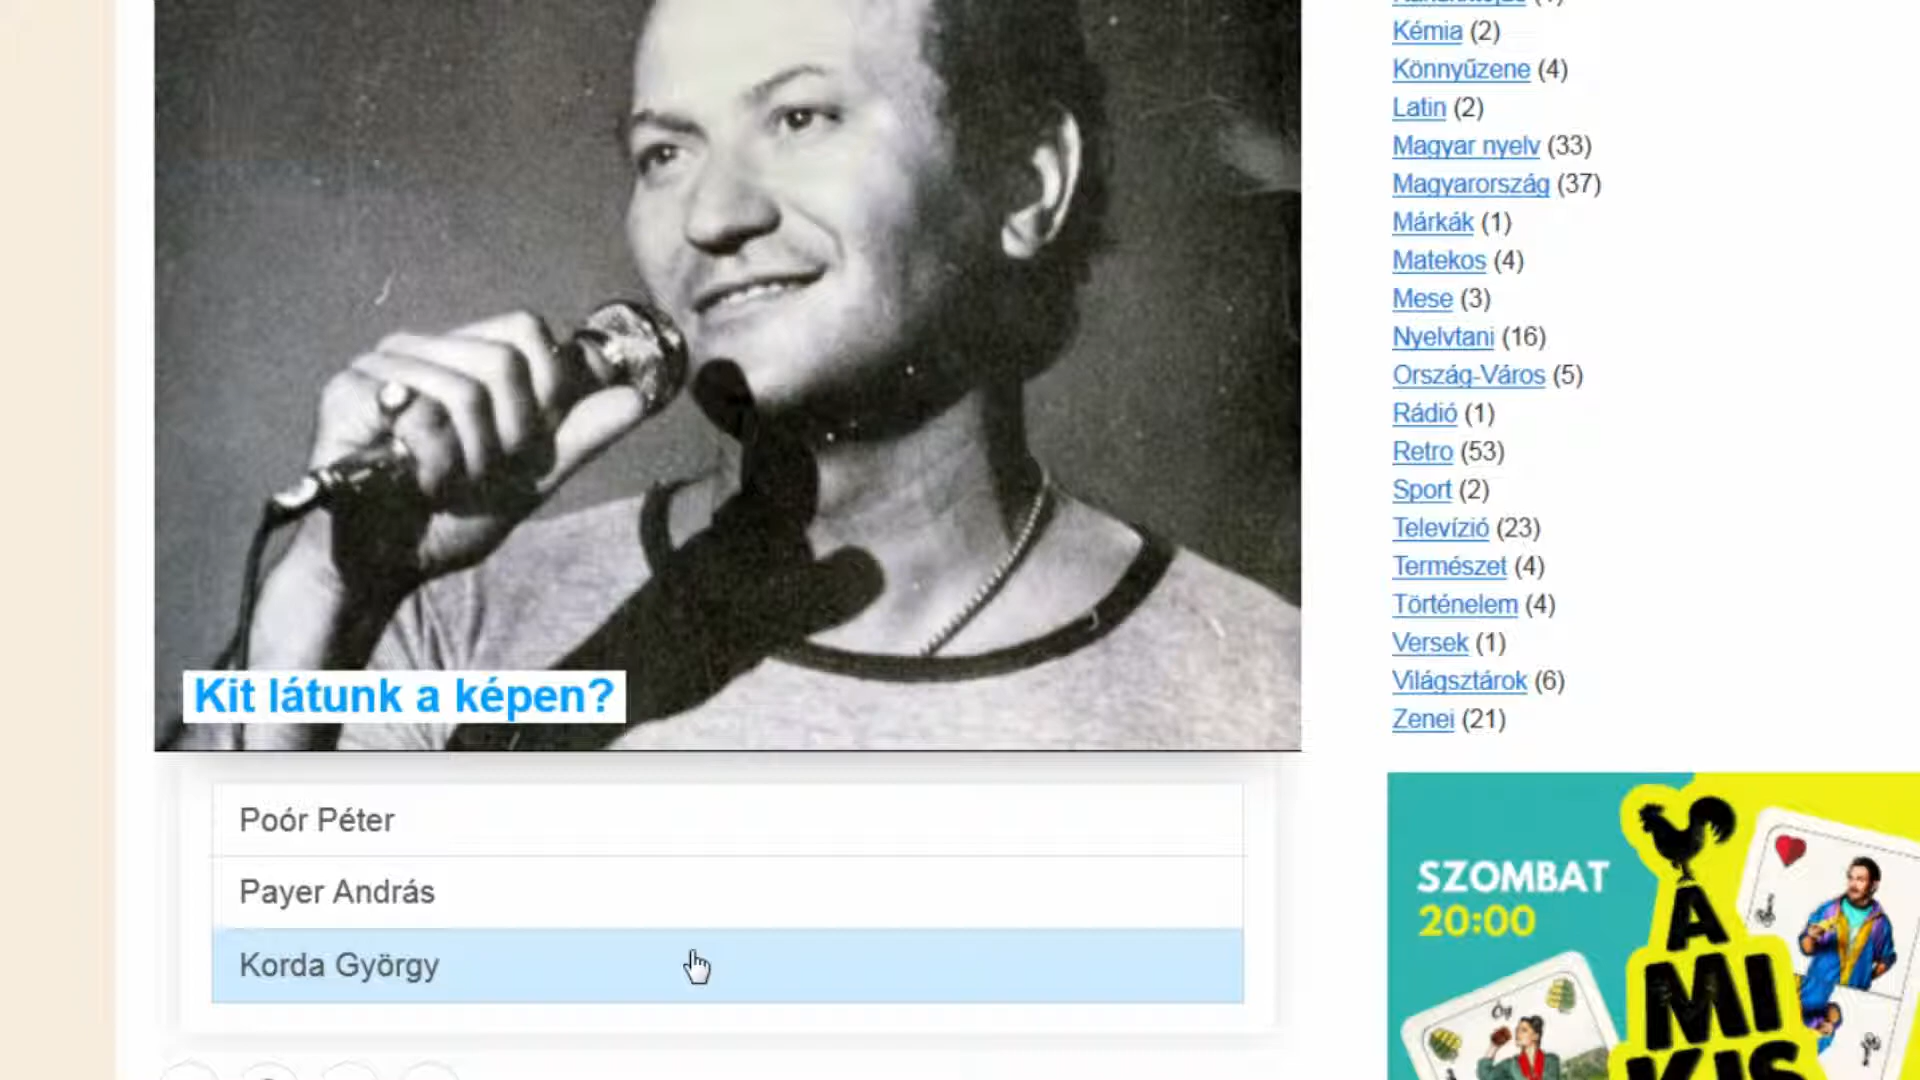 Kémia (2)
Könnyűzene (4)
Latin (2)
Magyar nyelv (33)
Magyarország (37)
Márkák (1)
Matekos (4)
Mese (3)
Nyelvtani (16)
Ország-Város (5)
Rádió (1)
Retro (53)
Sport (2)
Televízió (23)
Természet (4)
Történelem (4)
Versek (1)
Világsztárok (6)
Zenei (21)
Kit látunk a képen?
Poór Péter
Payer András
Korda György
SZOMBAT
20:00
A
MI
KIS